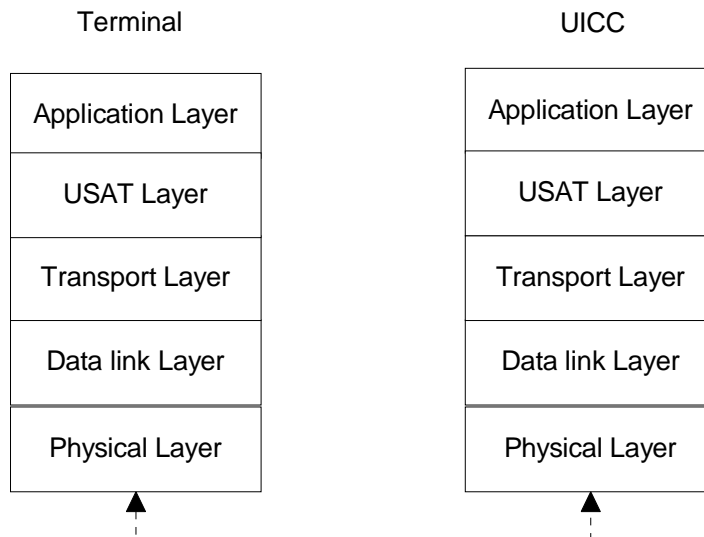 Terminal
UICC
Application Layer
Application Layer
USAT Layer
USAT Layer
Transport Layer
Transport Layer
Data link Layer
Data link Layer
Physical Layer
Physical Layer